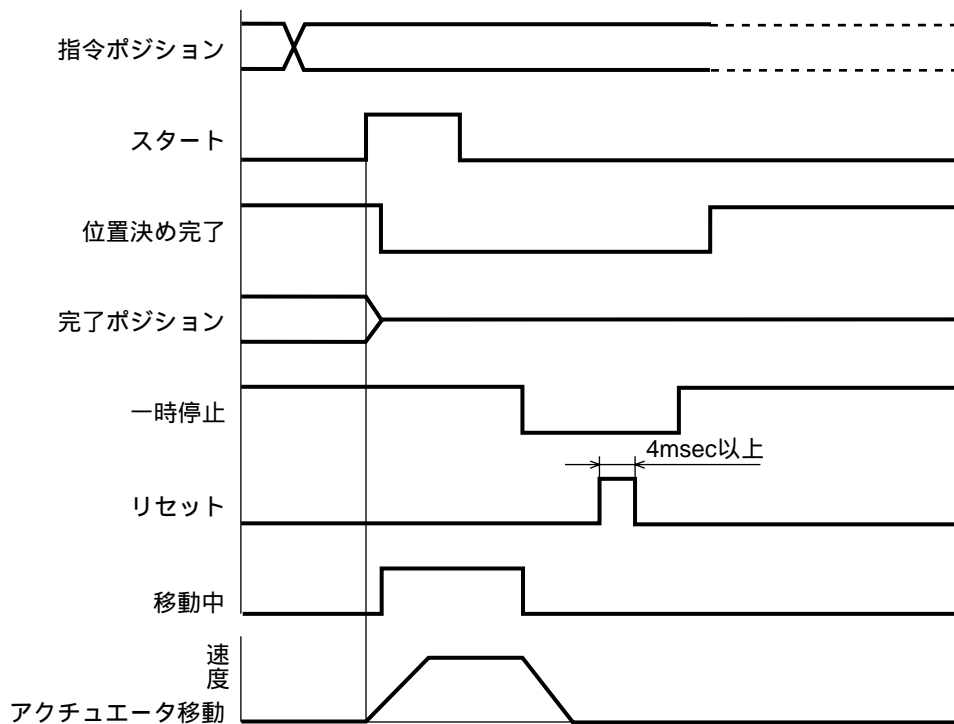 指令ポジション
スタート
位置決め完了
完了ポジション
一時停止
4msec以上
リセット
移動中
速度
アクチュエータ移動